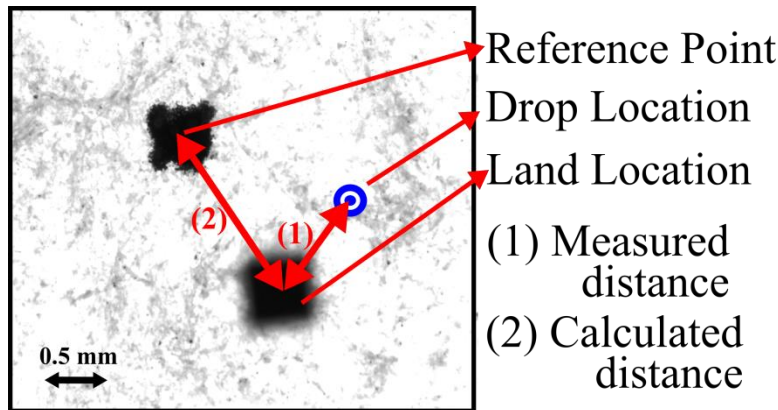 Reference Point
Drop Location
Land Location
(2)
(1)
(1) Measured
distance
(2) Calculated
distance
0.5 mm